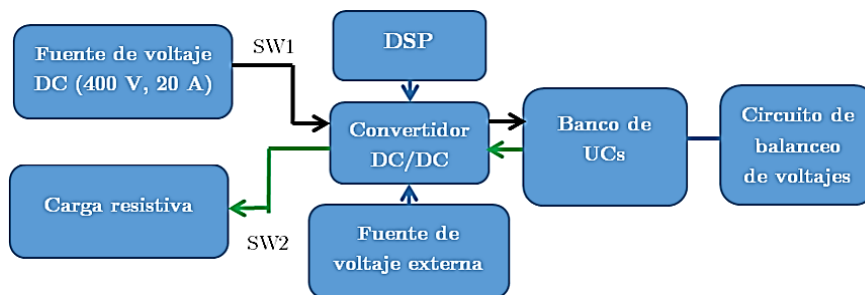 Fuente de voltaje
DC (400 V, 20 A)
SW1
DSP
Convertidor
DC/DC
Banco de
UCs
Circuito de
balanceo
de voltajes
Carga resistiva
SW2
Fuente de
voltaje externa